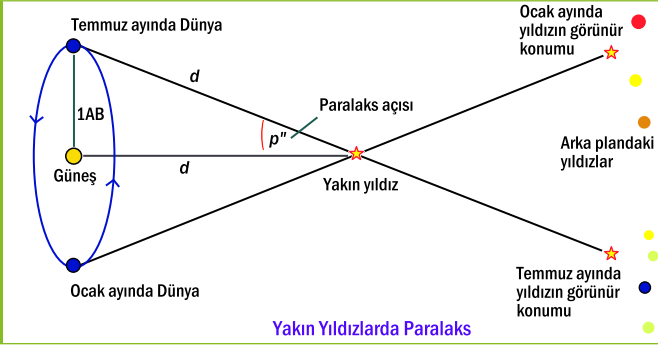 Temmuz ayında Dünya
Ocak ayında
yıldızın görünür
konumu
d
1AB
Paralaks açısı
p"
Arka plandaki
yıldızlar
Güneş
d
Yakın yıldız
Ocak ayında Dünya
Temmuz ayında
yıldızın görünür
konumu
Yakın Yıldızlarda Paralaks